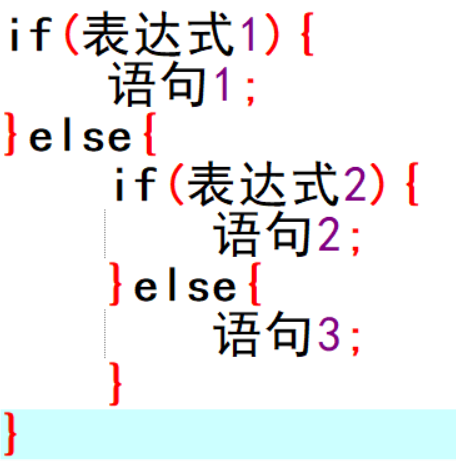 if(表达式1){
    语句1;
}else{
    if(表达式2){
        语句2;
    }else{
        语句3;
    }
}